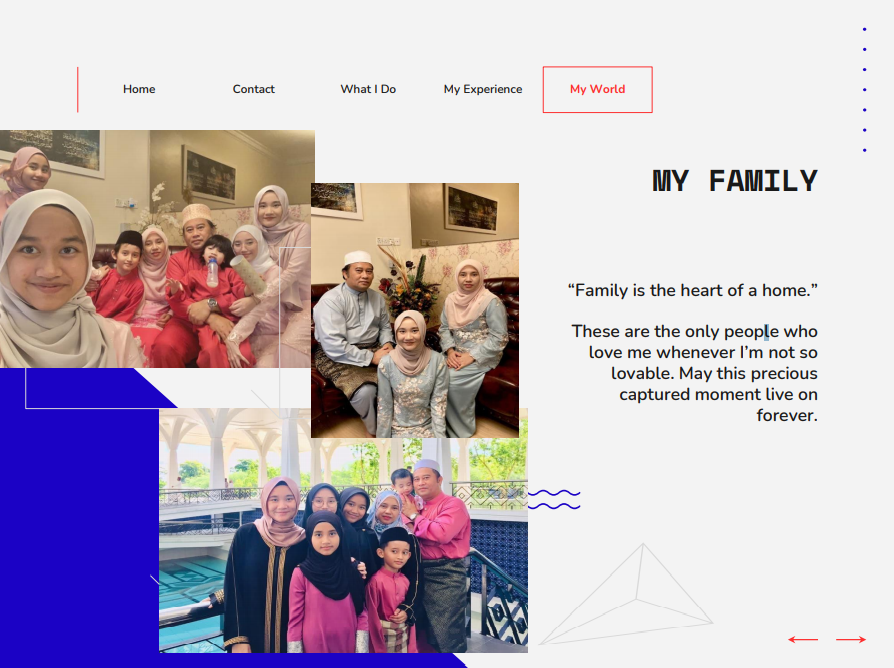 Home
Contact
What I Do
My Experience
My World
MY FAMILY
“Family is the heart of a home.”
These are the only people who
love me whenever I’m not so
lovable. May this precious
captured moment live on
forever.